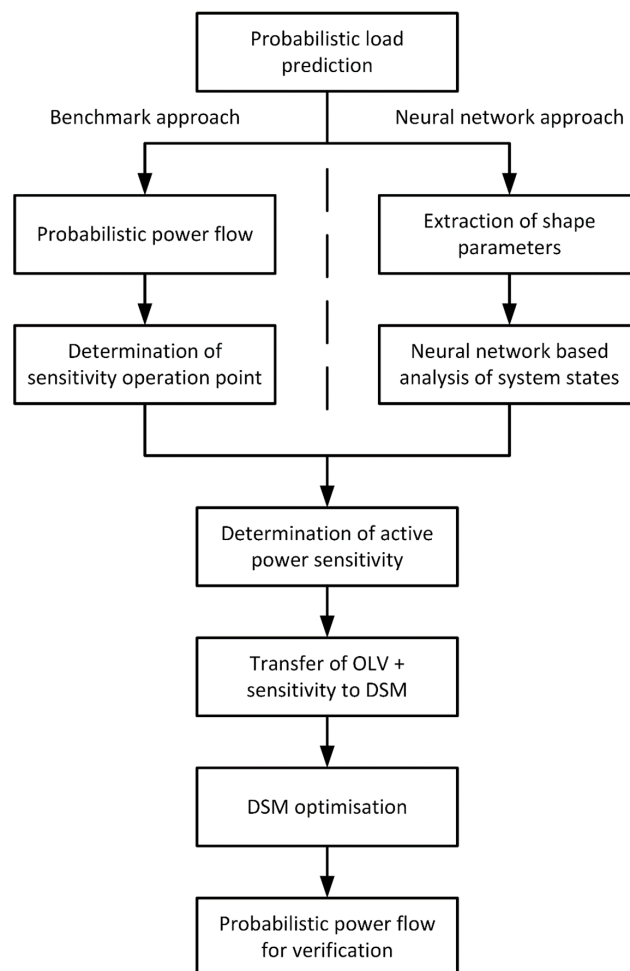 Probabilistic load
prediction
Benchmark approach
Neural network approach
Probabilistic power flow
Extraction of shape
parameters
Determination of
sensitivity operation point
Neural network based
analysis of system states
Determination of active
power sensitivity
Transfer of OLV +
sensitivity to DSM
DSM optimisation
Probabilistic power flow
for verification